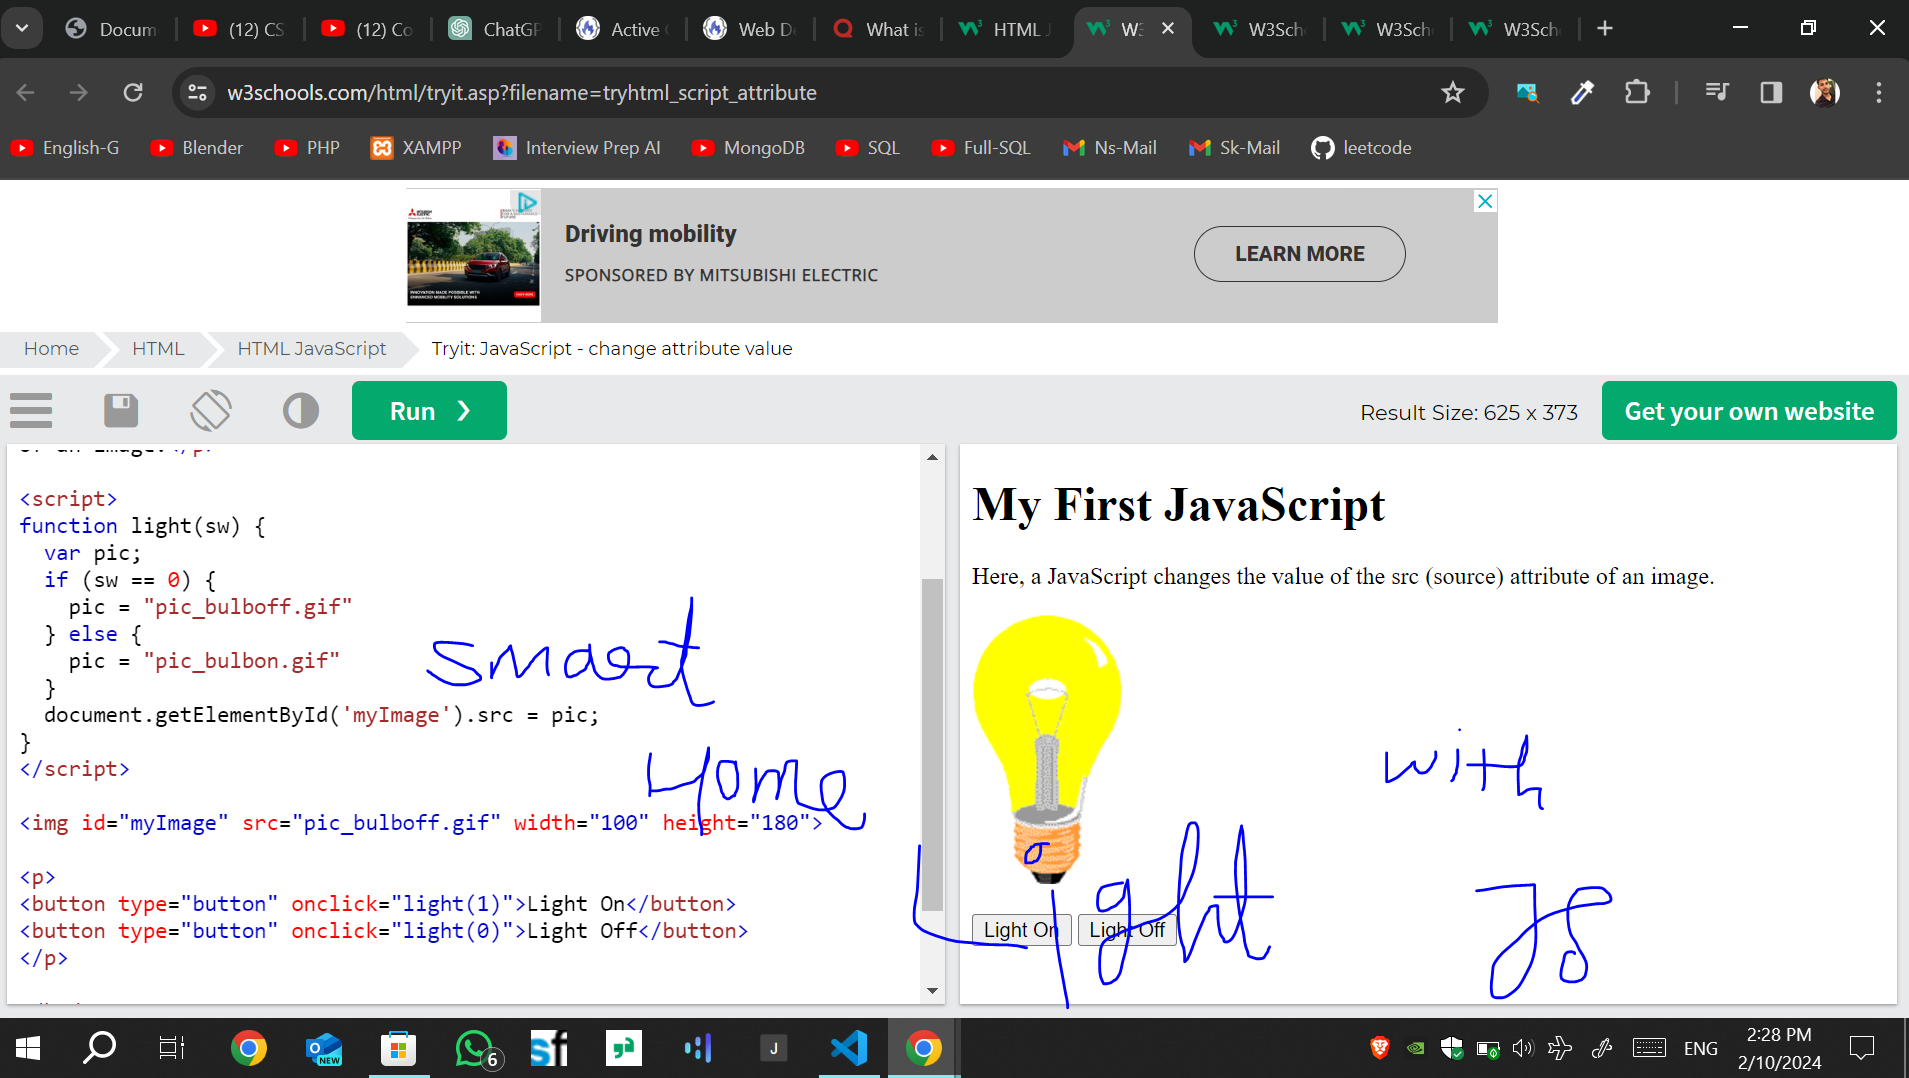 Docum
(12) CS
(12) Co
ChatGP
Active
Web De
What is
HTML J
W3
W3Sch
W3Sch
W3Sch
w3schools.com/html/tryit.asp?filename=tryhtml_script_attribute
English-G
Blender
PHP
XAMPP
Interview Prep AI
MongoDB
SQL
Full-SQL
Ns-Mail
Sk-Mail
leetcode
Driving mobility
SPONSORED BY MITSUBISHI ELECTRIC
LEARN MORE
Home
HTML
HTML JavaScript
Tryit: JavaScript - change attribute value
Run ❯
Result Size: 625 x 373
Get your own website
<script>
function light(sw) {
var pic;
if (sw == 0) {
pic = "pic_bulboff.gif"
} else {
pic = "pic_bulbon.gif"
}
document.getElementById('myImage').src = pic;
}
</script>
<img id="myImage" src="pic_bulboff.gif" width="100" height="180">
<p>
<button type="button" onclick="light(1)">Light On</button>
<button type="button" onclick="light(0)">Light Off</button>
</p>
Smart
Home
My First JavaScript
Here, a JavaScript changes the value of the src (source) attribute of an image.
Light On
Light Off
Light
with
JS
6
NEW
sf
J
ENG
2:28 PM
2/10/2024